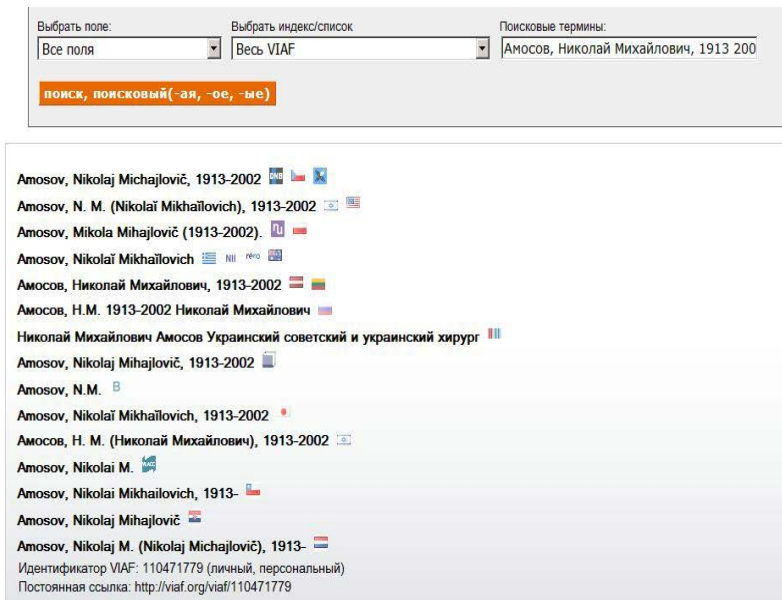 Выбрать поле: Выбрать индекс/список Поисковые термины:
Все поля Весь VIAF Амосов, Николай Михайлович, 1913 200
поиск, поисковый(-ая, -ое, -ые)
Amosov, Nikolaj Michajlovič, 1913-2002 DNB
Amosov, N. M. (Nikolaĭ Mikhaĭlovich), 1913-2002
Amosov, Mikola Mihajlovič (1913-2002).
Amosov, Nikolaĭ Mikhaĭlovich NII réro
Амосов, Николай Михайлович, 1913-2002
Амосов, Н.М. 1913-2002 Николай Михайлович
Николай Михайлович Амосов Украинский советский и украинский хирург
Amosov, Nikolaj Mihajlovič, 1913-2002
Amosov, N.M. B
Amosov, Nikolaĭ Mikhaĭlovich, 1913-2002
Амосов, Н. М. (Николай Михайлович), 1913-2002
Amosov, Nikolai M.
Amosov, Nikolai Mikhailovich, 1913-
Amosov, Nikolaj Mihajlovič
Amosov, Nikolaj M. (Nikolaj Michajlovič), 1913-
Идентификатор VIAF: 110471779 (личный, персональный)
Постоянная ссылка: http://viaf.org/viaf/110471779